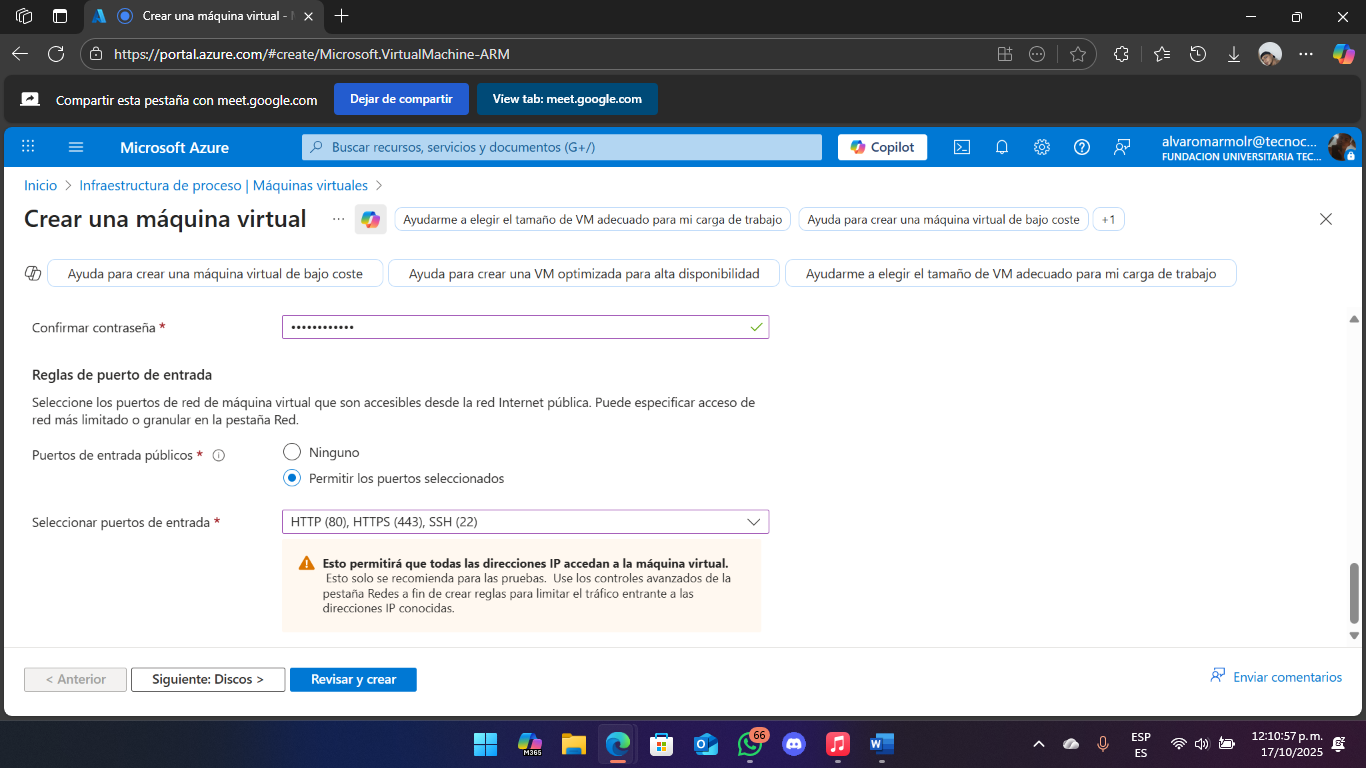 Crear una máquina virtual -
https://portal.azure.com/#create/Microsoft.VirtualMachine-ARM
Compartir esta pestaña con meet.google.com
Dejar de compartir
View tab: meet.google.com
Microsoft Azure
Buscar recursos, servicios y documentos (G+/)
Copilot
alvaromarmolr@tecnoc...
FUNDACION UNIVERSITARIA TEC...
Inicio > Infraestructura de proceso | Máquinas virtuales >
Crear una máquina virtual ...
Ayudarme a elegir el tamaño de VM adecuado para mi carga de trabajo
Ayuda para crear una máquina virtual de bajo coste
+1
Ayuda para crear una máquina virtual de bajo coste
Ayuda para crear una VM optimizada para alta disponibilidad
Ayudarme a elegir el tamaño de VM adecuado para mi carga de trabajo
Confirmar contraseña *
••••••••••••
Reglas de puerto de entrada
Seleccione los puertos de red de máquina virtual que son accesibles desde la red Internet pública. Puede especificar acceso de
red más limitado o granular en la pestaña Red.
Puertos de entrada públicos *
Ninguno
Permitir los puertos seleccionados
Seleccionar puertos de entrada *
HTTP (80), HTTPS (443), SSH (22)
Esto permitirá que todas las direcciones IP accedan a la máquina virtual.
Esto solo se recomienda para las pruebas. Use los controles avanzados de la
pestaña Redes a fin de crear reglas para limitar el tráfico entrante a las
direcciones IP conocidas.
< Anterior
Siguiente: Discos >
Revisar y crear
Enviar comentarios
M365
66
ESP
ES
12:10:57 p. m.
17/10/2025